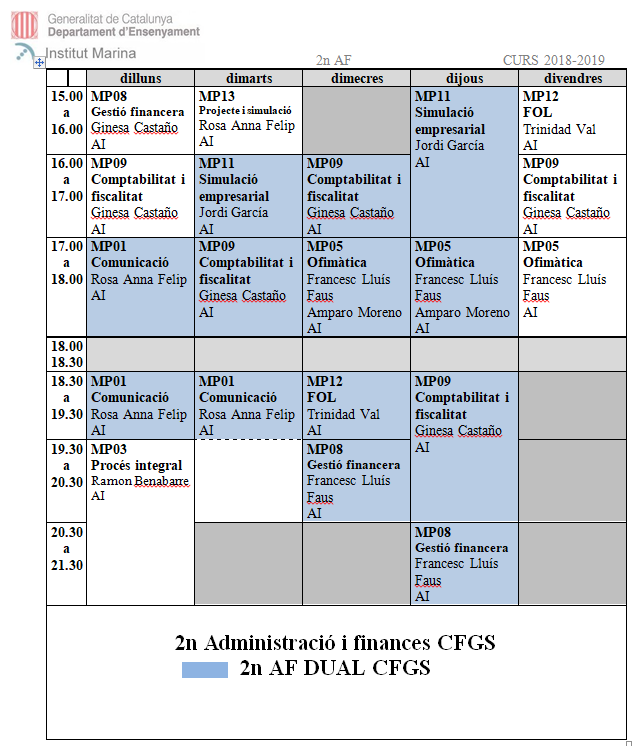 Generalitat de Catalunya
Departament d'Ensenyament
Institut Marina
2n AF
CURS 2018-2019
dilluns dimarts dimecres dijous divendres
15.00
a
16.00
MP08
Gestió financera
Ginesa Castaño
AI
MP13
Projecte i simulació
Rosa Anna Felip
AI
MP11
Simulació
empresarial
Jordi García
AI
MP12
FOL
Trinidad Val
AI
16.00
a
17.00
MP09
Comptabilitat i
fiscalitat
Ginesa Castaño
AI
MP11
Simulació
empresarial
Jordi García
AI
MP09
Comptabilitat i
fiscalitat
Ginesa Castaño
AI
MP09
Comptabilitat i
fiscalitat
Ginesa Castaño
AI
17.00
a
18.00
MP01
Comunicació
Rosa Anna Felip
AI
MP09
Comptabilitat i
fiscalitat
Ginesa Castaño
AI
MP05
Ofimàtica
Francesc Lluís
Faus
Amparo Moreno
AI
MP05
Ofimàtica
Francesc Lluís
Faus
Amparo Moreno
AI
MP05
Ofimàtica
Francesc Lluís
Faus
AI
18.00
18.30
18.30
a
19.30
MP01
Comunicació
Rosa Anna Felip
AI
MP01
Comunicació
Rosa Anna Felip
AI
MP12
FOL
Trinidad Val
AI
MP09
Comptabilitat i
fiscalitat
Ginesa Castaño
AI
19.30
a
20.30
MP03
Procés integral
Ramon Benabarre
AI
MP08
Gestió financera
Francesc Lluís
Faus
AI
20.30
a
21.30
MP08
Gestió financera
Francesc Lluís
Faus
AI
2n Administració i finances CFGS
2n AF DUAL CFGS